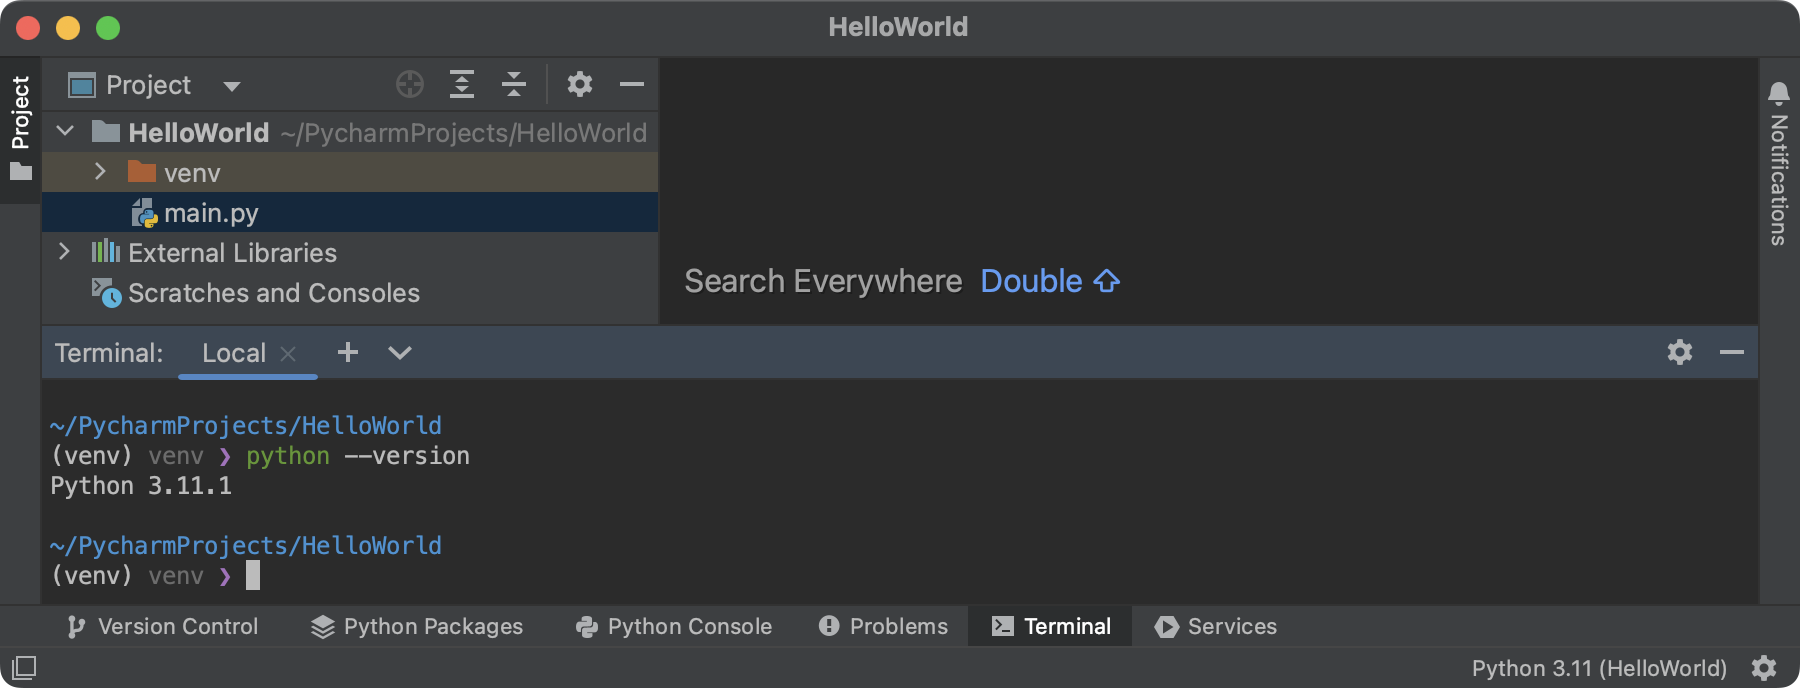 HelloWorld
Project
Project
HelloWorld ~/PycharmProjects/HelloWorld
venv
main.py
External Libraries
Scratches and Consoles
Search Everywhere Double ⇧
Notifications
Terminal: Local × +
~/PycharmProjects/HelloWorld
(venv) venv ❯ python --version
Python 3.11.1
~/PycharmProjects/HelloWorld
(venv) venv ❯
Version Control Python Packages Python Console Problems Terminal Services
Python 3.11 (HelloWorld)